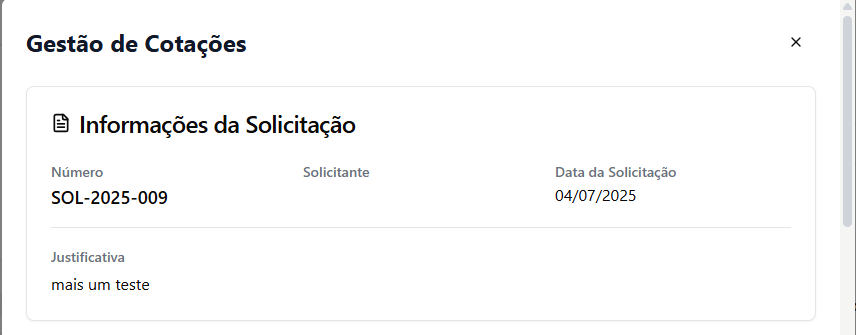 Gestão de Cotações
Informações da Solicitação
Número
Solicitante
Data da Solicitação
SOL-2025-009
04/07/2025
Justificativa
mais um teste